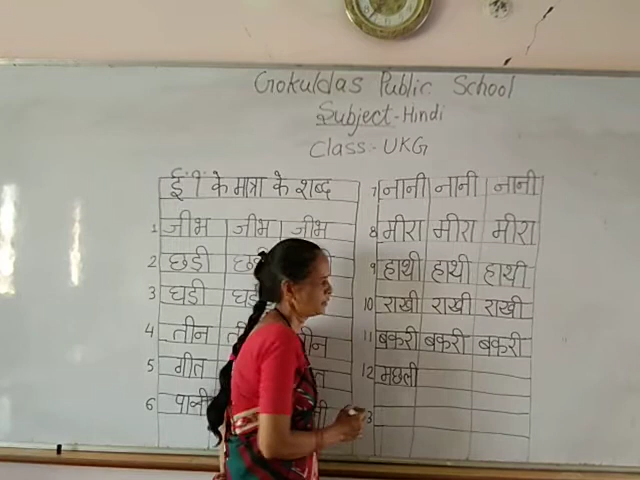 Gokuldas Public School
Subject-Hindi
Class:- UKG
ई ी के मात्रा के शब्द
1 जीभ जीभ जीभ
2 छड़ी
3 घड़ी
4 तीन
5 गीत
6 पानी
7 नानी नानी नानी
8 मीरा मीरा मीरा
9 हाथी हाथी हाथी
10 राखी राखी राखी
11 बकरी बकरी बकरी
12 मछली